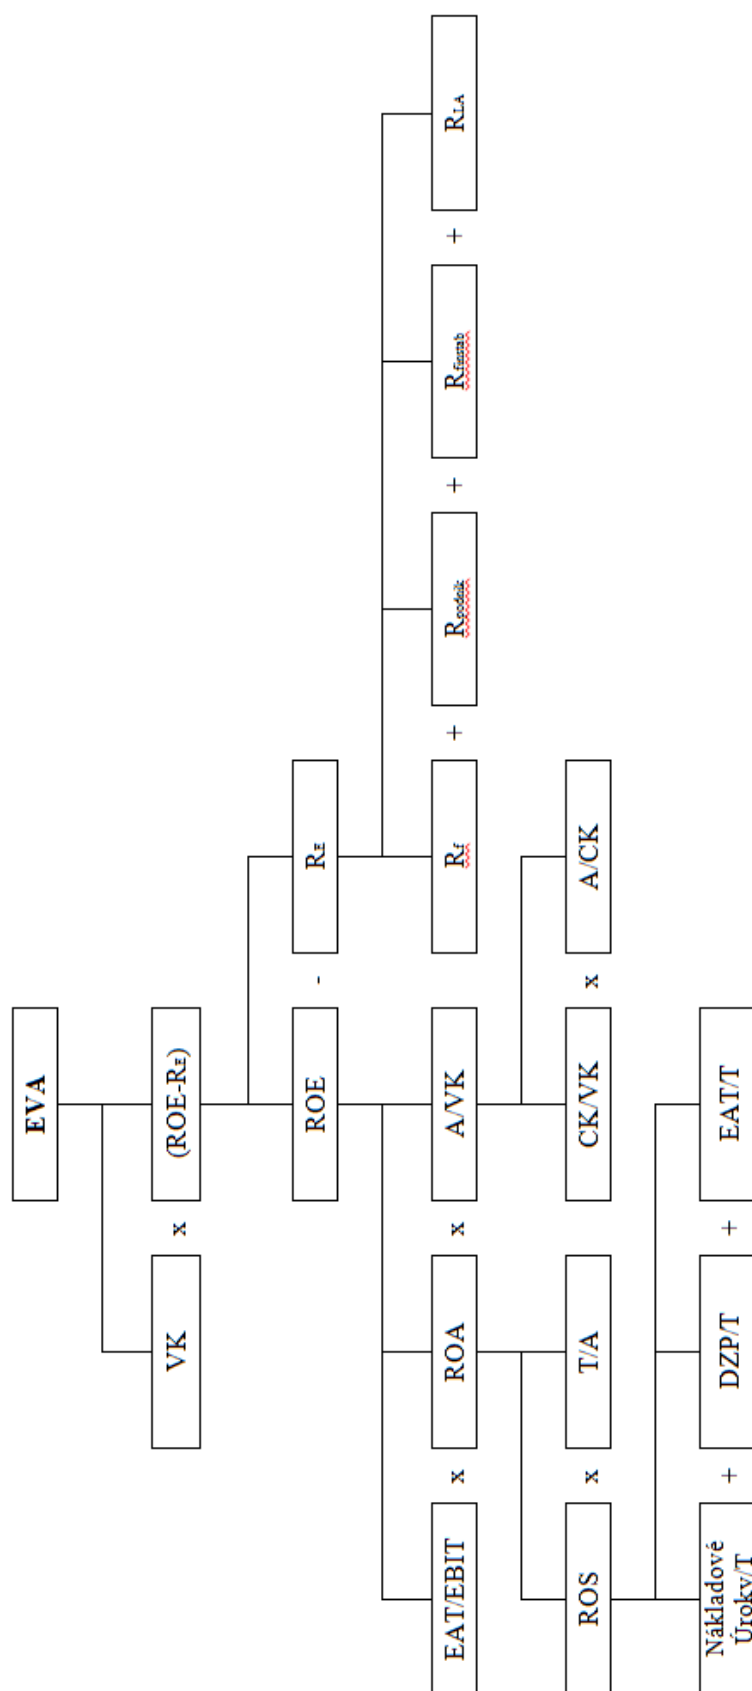 EVA
VK x (ROE-RE)
ROE - RE
EAT/EBIT x ROA x A/VK Rf + Rpodnik + Rfinstab + RLA
ROS x T/A CK/VK x A/CK
Nákladové
Úroky/T + DZP/T + EAT/T